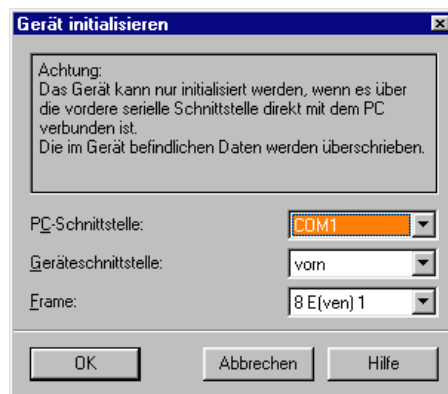 Gerät initialisieren
Achtung:
Das Gerät kann nur initialisiert werden, wenn es über
die vordere serielle Schnittstelle direkt mit dem PC
verbunden ist.
Die im Gerät befindlichen Daten werden überschrieben.
PC-Schnittstelle: COM1
Geräteschnittstelle: vorn
Frame: 8 E(ven) 1
OK Abbrechen Hilfe